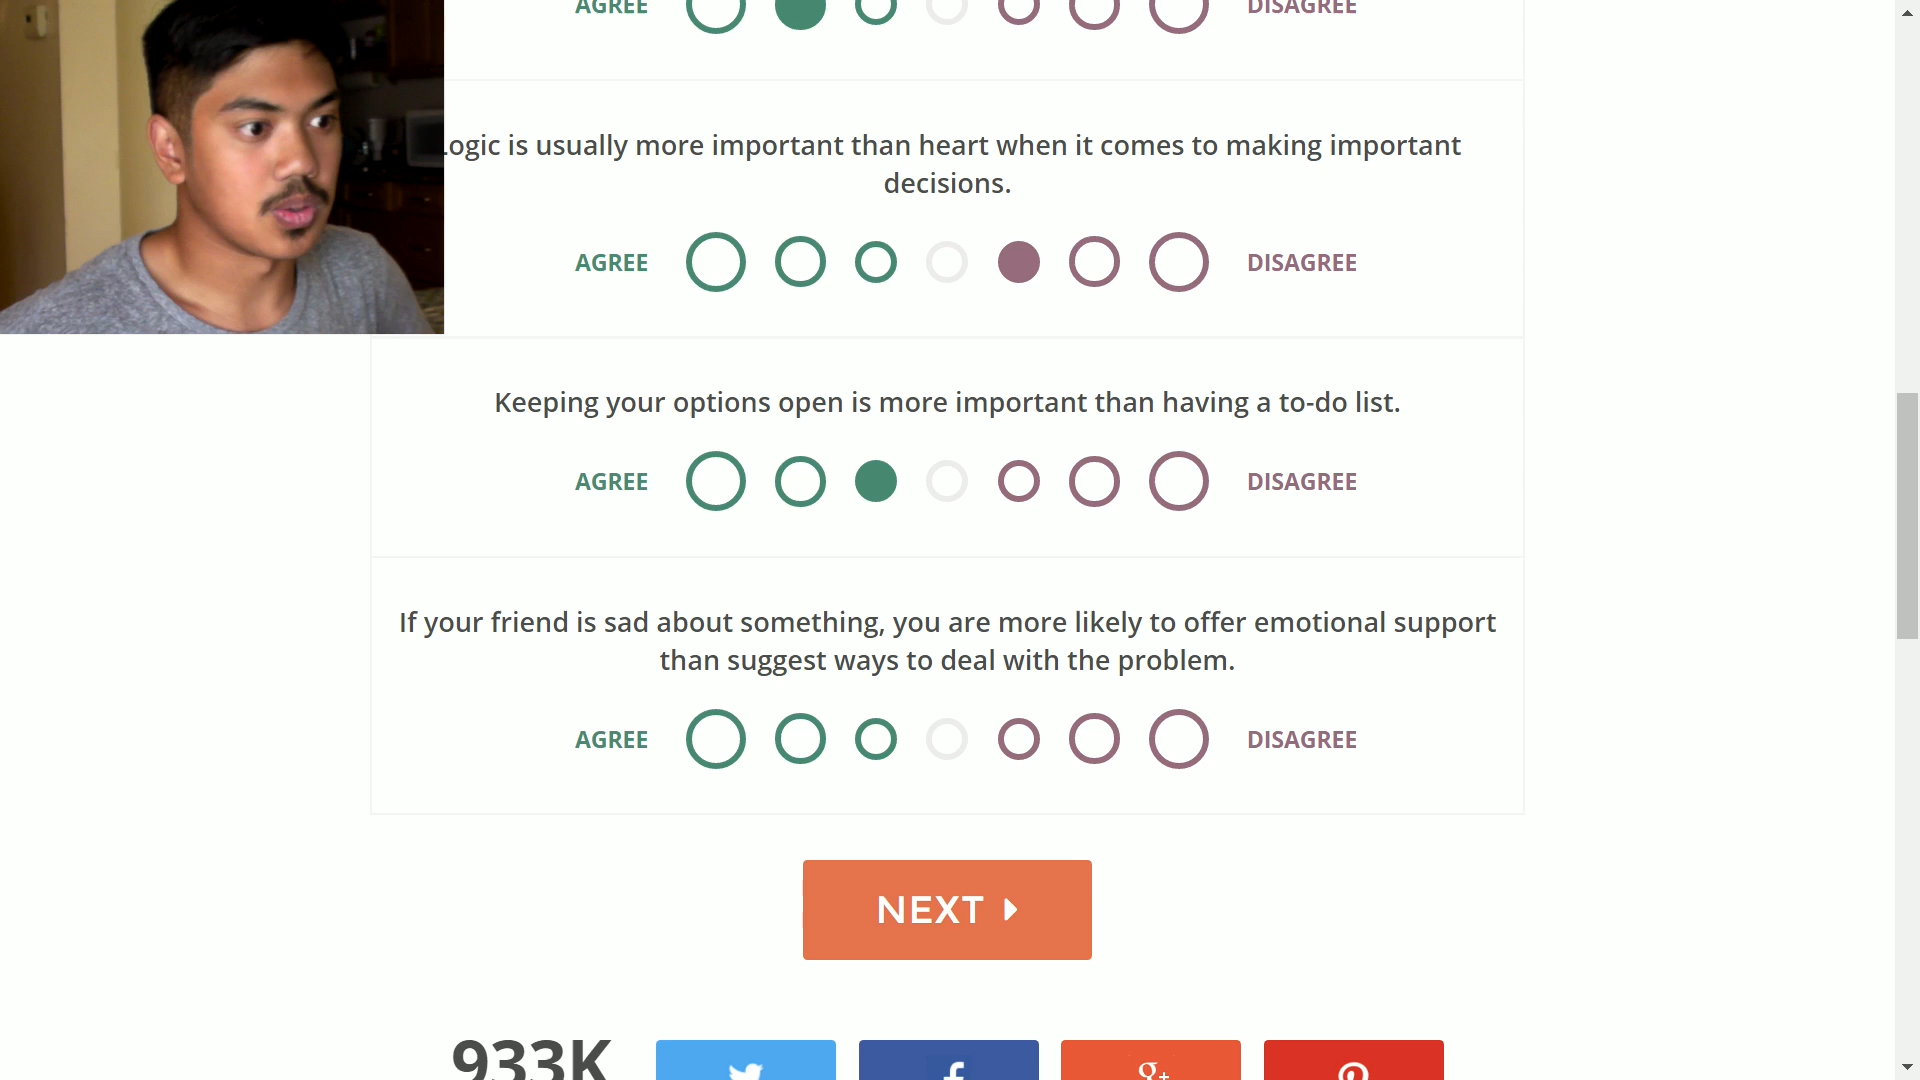 AGREE DISAGREE
Logic is usually more important than heart when it comes to making important
decisions.
AGREE DISAGREE
Keeping your options open is more important than having a to-do list.
AGREE DISAGREE
If your friend is sad about something, you are more likely to offer emotional support
than suggest ways to deal with the problem.
AGREE DISAGREE
NEXT
933K
g+